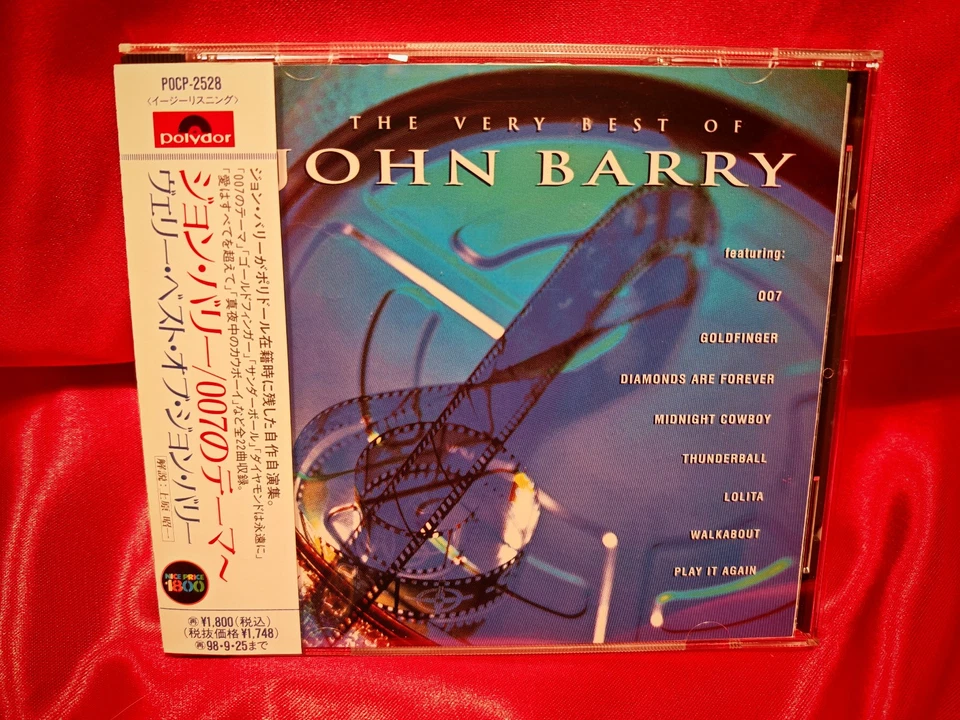 POCP-2528
〈イージーリスニング〉
polydor
ジョン・バリーがポリドール在籍時に残した自作自演集。
「007のテーマ」「ゴールドフィンガー」「サンダーボール」「ダイヤモンドは永遠に」
「愛はすべてを超えて」「真夜中のカウボーイ」など全22曲収録。
ジョン・バリー/007のテーマ〜
ヴェリー・ベスト・オブ・ジョン・バリー
[解説:上原 昭二]
NICE PRICE
1800
㊢¥1,800(税込)
(税抜価格¥1,748)
㊢98・9・25まで
THE VERY BEST OF
JOHN BARRY
featuring:
007
GOLDFINGER
DIAMONDS ARE FOREVER
MIDNIGHT COWBOY
THUNDERBALL
LOLITA
WALKABOUT
PLAY IT AGAIN